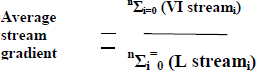 Average
stream
gradient
=
ⁿΣᵢ₌₀ (VI streamᵢ)
ⁿΣᵢ⁼₀ (L streamᵢ)